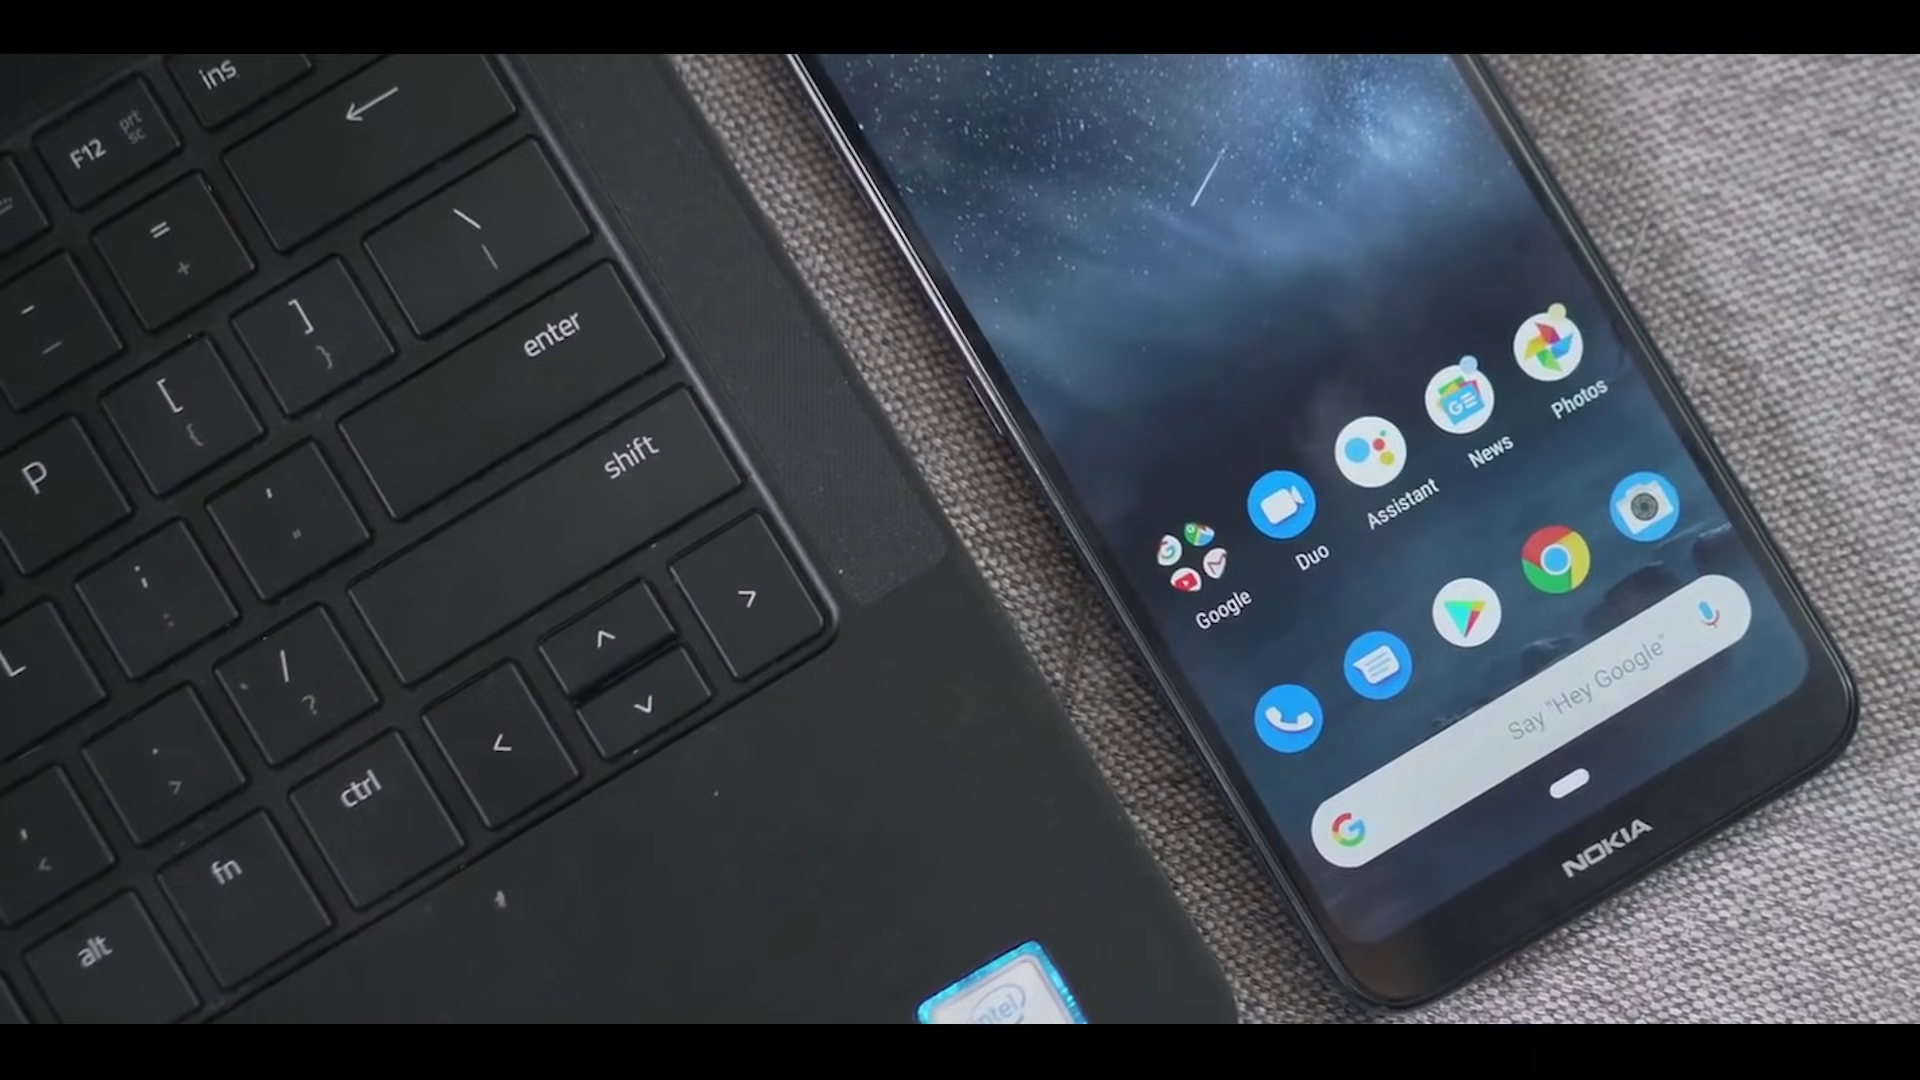 ins
F12 prt sc
=
+
-
_
\
|
]
}
[
{
enter
P
shift
'
"
;
:
L
/
?
.
>
,
<
>
^
v
<
ctrl
fn
alt
intel
Photos
News
Assistant
Duo
Google
Say "Hey Google"
NOKIA